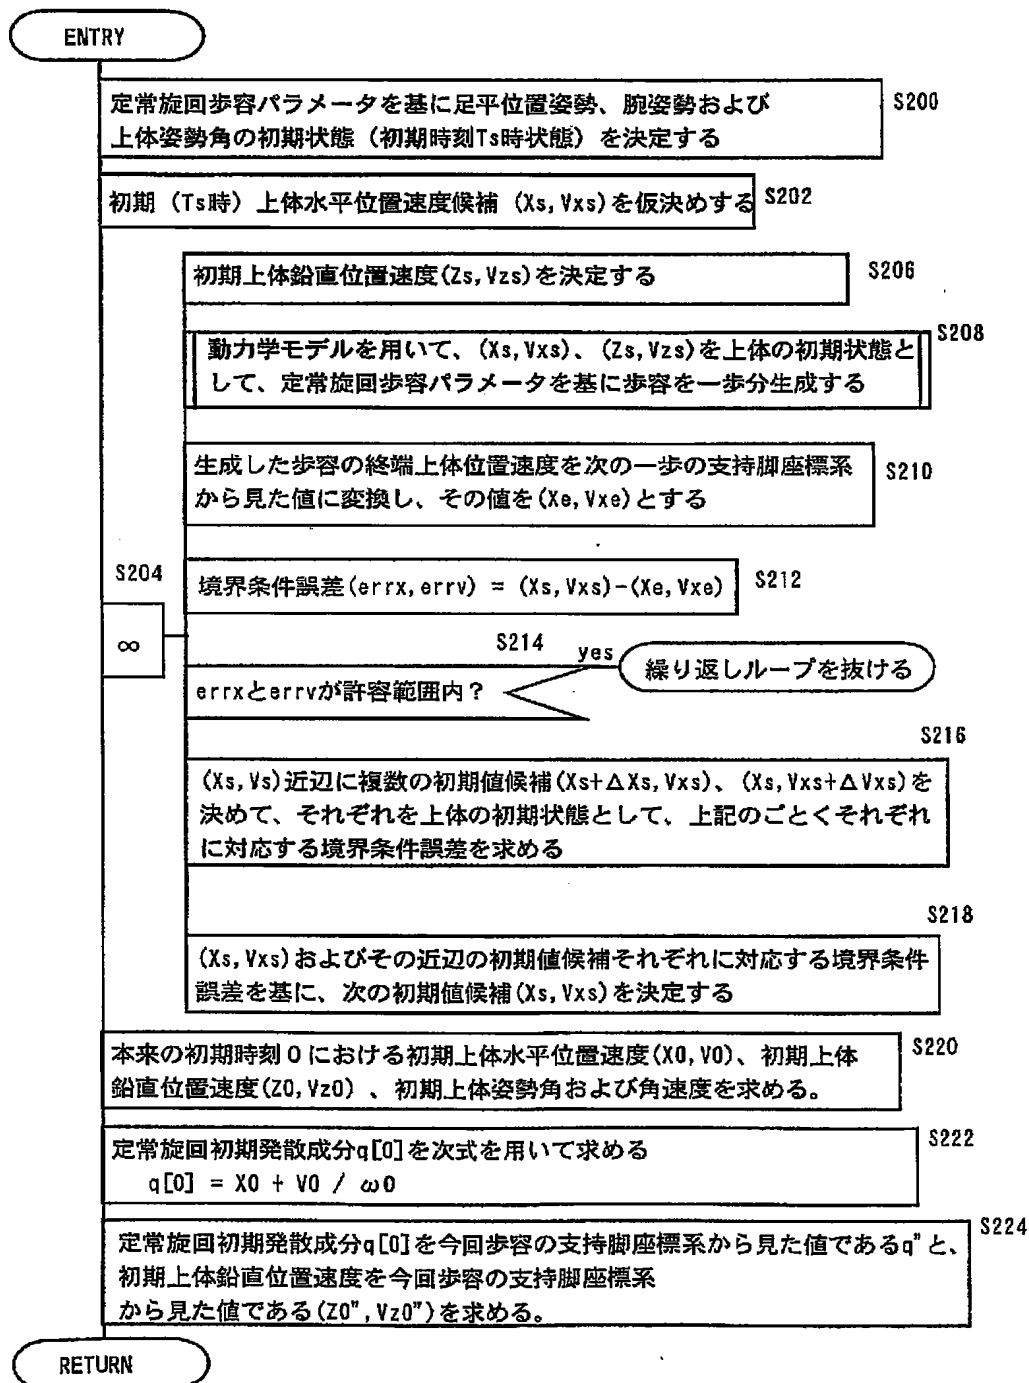 ENTRY
定常旋回歩容パラメータを基に足平位置姿勢、腕姿勢および
上体姿勢角の初期状態（初期時刻Ts時状態）を決定する
S200
初期（Ts時）上体水平位置速度候補（Xs,Vxs）を仮決めする
S202
初期上体鉛直位置速度(Zs,Vzs)を決定する
S206
動力学モデルを用いて、(Xs,Vxs)、(Zs,Vzs)を上体の初期状態と
して、定常旋回歩容パラメータを基に歩容を一歩分生成する
S208
生成した歩容の終端上体位置速度を次の一歩の支持脚座標系
から見た値に変換し、その値を(Xe,Vxe)とする
S210
境界条件誤差(errx,errv) = (Xs,Vxs)-(Xe,Vxe)
S212
S204
∞
S214
errxとerrvが許容範囲内？
yes
繰り返しループを抜ける
S216
(Xs,Vs)近辺に複数の初期値候補(Xs+ΔXs,Vxs)、(Xs,Vxs+ΔVxs)を
決めて、それぞれを上体の初期状態として、上記のごとくそれぞれ
に対応する境界条件誤差を求める
S218
(Xs,Vxs)およびその近辺の初期値候補それぞれに対応する境界条件
誤差を基に、次の初期値候補(Xs,Vxs)を決定する
本来の初期時刻０における初期上体水平位置速度(X0,V0)、初期上体
鉛直位置速度(Z0,Vz0)、初期上体姿勢角および角速度を求める。
S220
定常旋回初期発散成分q[0]を次式を用いて求める
q[0] = X0 + V0 / ω0
S222
定常旋回初期発散成分q[0]を今回歩容の支持脚座標系から見た値であるq"と、
初期上体鉛直位置速度を今回歩容の支持脚座標系
から見た値である(Z0",Vz0")を求める。
S224
RETURN